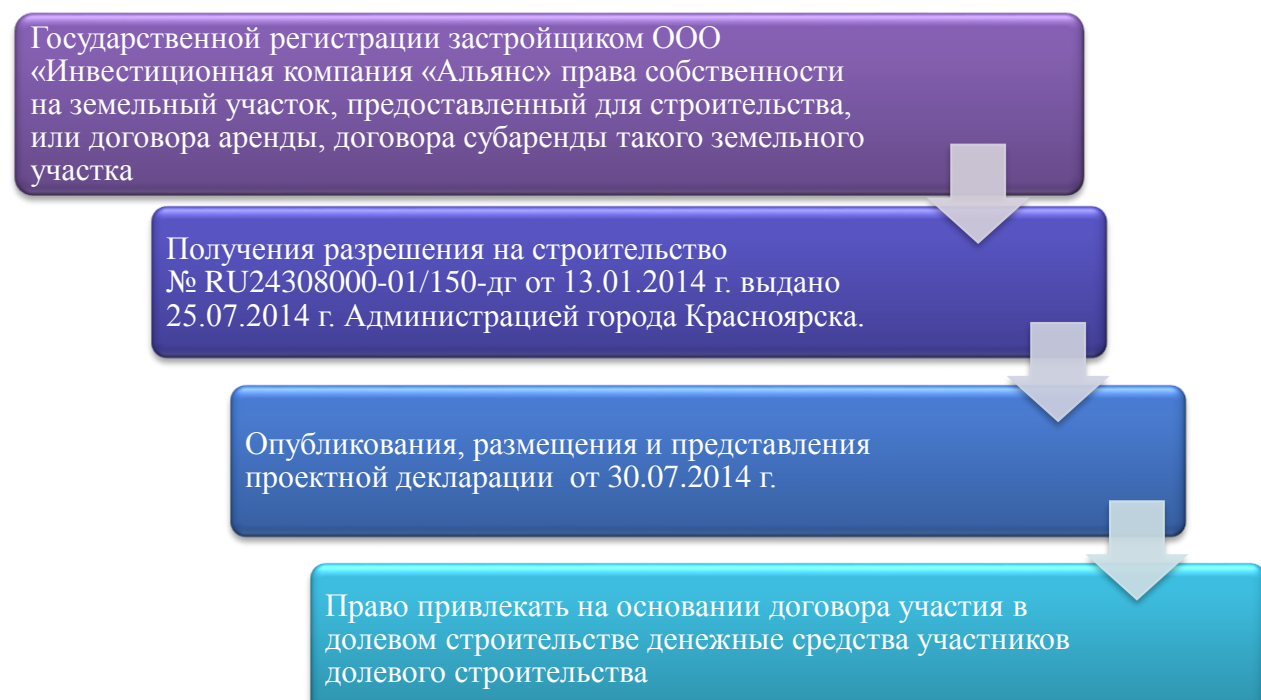 Государственной регистрации застройщиком ООО
«Инвестиционная компания «Альянс» права собственности
на земельный участок, предоставленный для строительства,
или договора аренды, договора субаренды такого земельного
участка
Получения разрешения на строительство
№ RU24308000-01/150-дг от 13.01.2014 г. выдано
25.07.2014 г. Администрацией города Красноярска.
Опубликования, размещения и представления
проектной декларации  от 30.07.2014 г.
Право привлекать на основании договора участия в
долевом строительстве денежные средства участников
долевого строительства